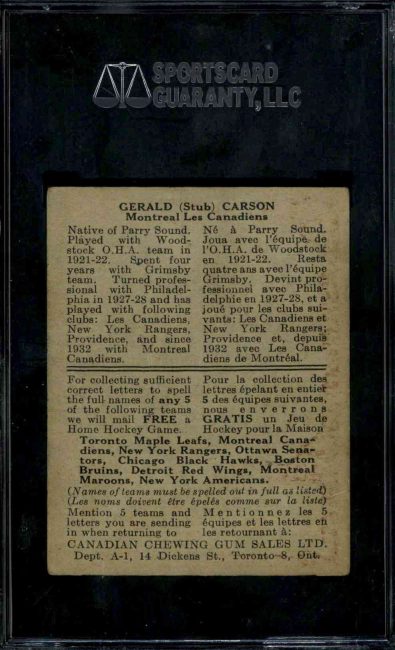 SPORTSCARD
GUARANTY, LLC
GERALD (Stub) CARSON
Montreal Les Canadiens
Native of Parry Sound.
Played with Wood-
stock O.H.A. team in
1921-22. Spent four
years with Grimsby
team. Turned profes-
sional with Philadel-
phia in 1927-28 and has
played with following
clubs: Les Canadiens,
New York Rangers,
Providence, and since
1932 with Montreal
Canadiens.
Né à Parry Sound.
Joua avec l'équipe de
l'O.H.A. de Woodstock
en 1921-22. Resta
quatre ans avec l'équipe
Grimsby. Devint pro-
fessionnel avec Phila-
delphie en 1927-28, et a
joué pour les clubs sui-
vants: Les Canadiens et
New York Rangers;
Providence et, depuis
1932 avec Les Cana-
diens de Montréal.
For collecting sufficient
correct letters to spell
the full names of any 5
of the following teams
we will mail FREE a
Home Hockey Game.
Pour la collection des
lettres épelant en entier
5 des équipes suivantes,
nous enverrons
GRATIS un Jeu de
Hockey pour la Maison
Toronto Maple Leafs, Montreal Cana-
diens, New York Rangers, Ottawa Sena-
tors, Chicago Black Hawks, Boston
Bruins, Detroit Red Wings, Montreal
Maroons, New York Americans.
(Names of teams must be spelled out in full as listed)
(Les noms doivent être épelés comme sur la liste)
Mention 5 teams and
letters you are sending
in when returning to
Mentionnez les 5
équipes et les lettres en
les retournant à:
CANADIAN CHEWING GUM SALES LTD.
Dept. A-1, 14 Dickens St., Toronto-8, Ont.